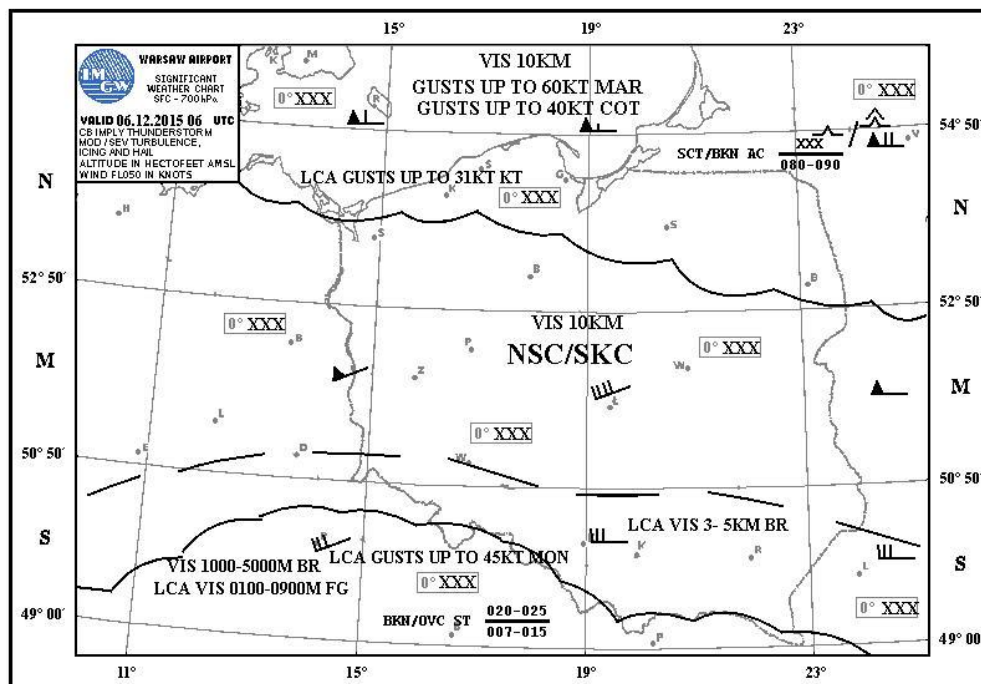 15°
19°
23°
IMGW
WARSAW AIRPORT
SIGNIFICANT
WEATHER CHART
SFC - 700hPa
VALID 06.12.2015 06 UTC
CB IMPLY THUNDERSTORM
MOD/SEV TURBULENCE,
ICING AND HAIL
ALTITUDE IN HECTOFEET AMSL
WIND FL050 IN KNOTS
M
K
0° XXX
R
VIS 10KM
GUSTS UP TO 60KT MAR
GUSTS UP TO 40KT COT
0° XXX
54° 50'
XXX
/
V
SCT/BKN AC
080-090
N
LCA GUSTS UP TO 31KT KT
S
K
G
0° XXX
N
H
S
S
52° 50'
B
B
52° 50'
VIS 10KM
0° XXX
B
NSC/SKC
P
0° XXX
M
Z
W
M
L
Ł
0° XXX
50° 50'
E
D
W
50° 50'
S
LCA VIS 3- 5KM BR
S
LCA GUSTS UP TO 45KT MON
K
R
VIS 1000-5000M BR
LCA VIS 0100-0900M FG
L
0° XXX
0° XXX
49° 00'
BKN/OVC ST
020-025
007-015
P
49° 00'
11°
15°
19°
23°